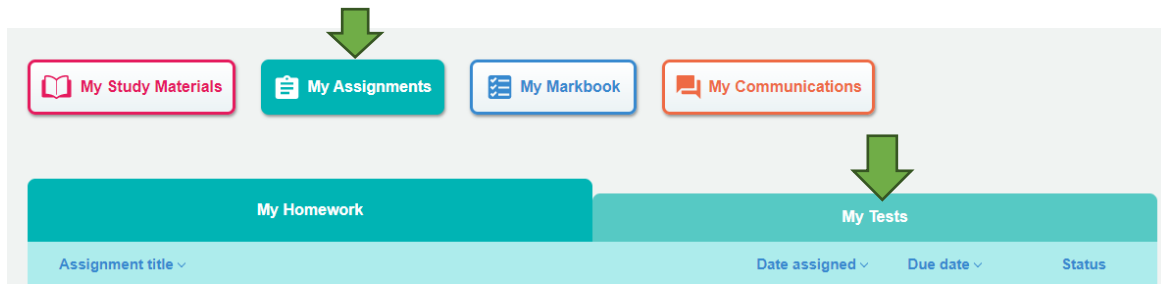 My Study Materials My Assignments My Markbook My Communications
My Homework My Tests
Assignment title Date assigned Due date Status